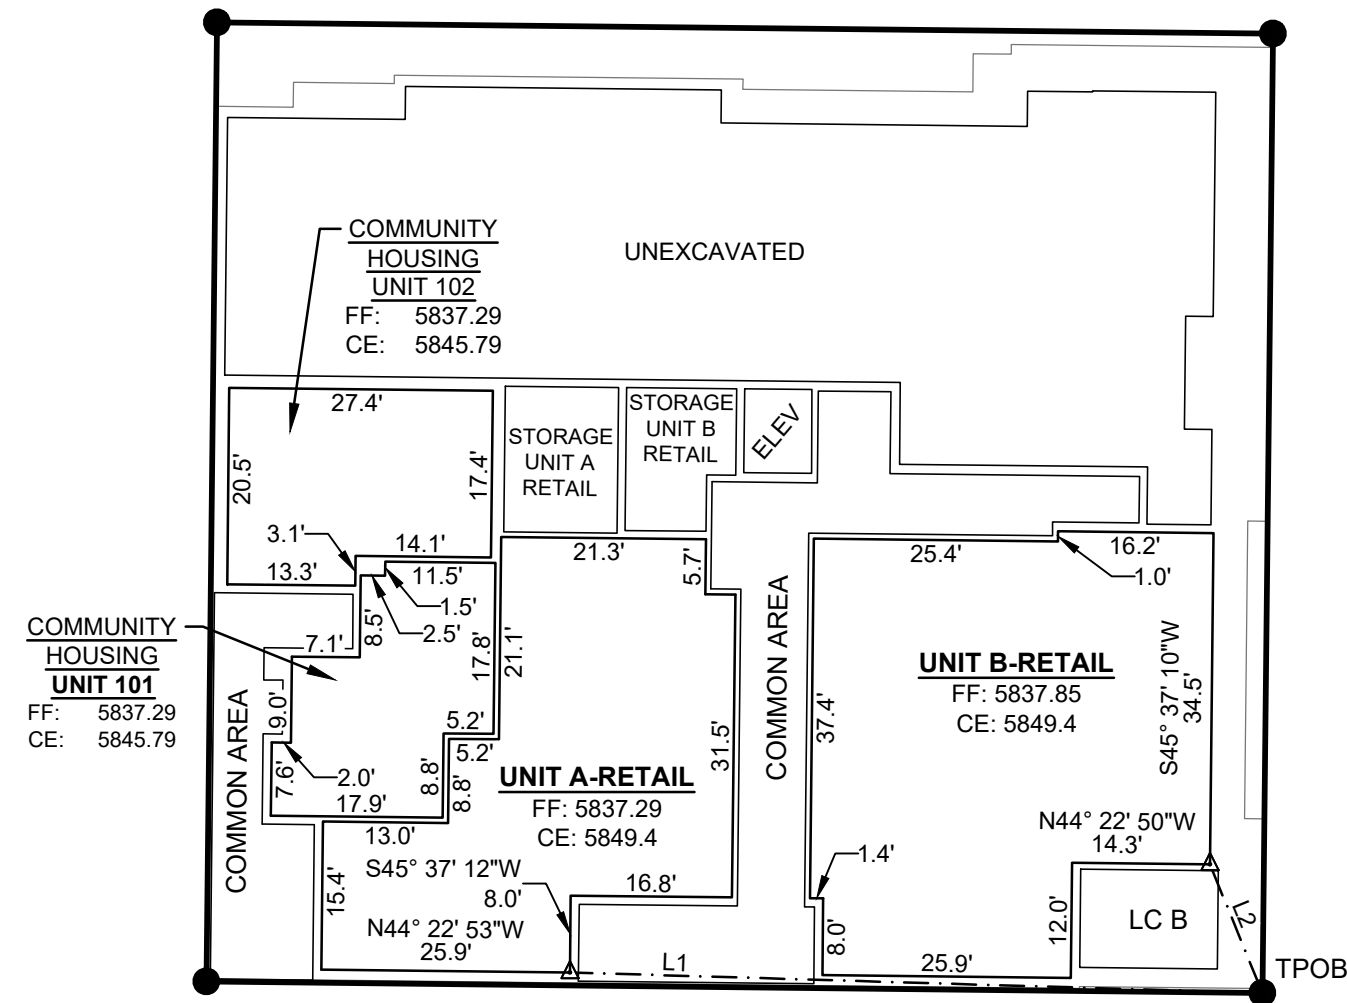 COMMUNITY
HOUSING
UNIT 102
FF: 5837.29
CE: 5845.79
UNEXCAVATED
27.4'
20.5'
17.4'
3.1'
14.1'
13.3'
STORAGE
UNIT A
RETAIL
STORAGE
UNIT B
RETAIL
ELEV
21.3'
5.7'
25.4'
16.2'
1.0'
11.5'
1.5'
2.5'
8.5'
7.1'
COMMUNITY
HOUSING
UNIT 101
FF: 5837.29
CE: 5845.79
9.0'
17.8'
21.1'
5.2'
5.2'
2.0'
7.6'
17.9'
8.8'
8.8'
COMMON AREA
UNIT A-RETAIL
FF: 5837.29
CE: 5849.4
31.5'
13.0'
15.4'
S45° 37' 12"W
8.0'
16.8'
N44° 22' 53"W
25.9'
L1
COMMON AREA
37.4'
UNIT B-RETAIL
FF: 5837.85
CE: 5849.4
S45° 37' 10"W
34.5'
N44° 22' 50"W
14.3'
1.4'
8.0'
25.9'
12.0'
LC B
L2
TPOB